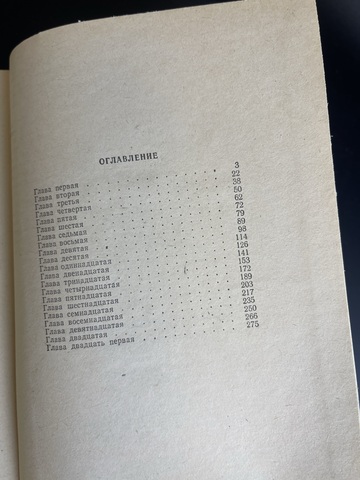 ОГЛАВЛЕНИЕ
Глава первая . . . . . . . . . . . . 3
Глава вторая . . . . . . . . . . . . 22
Глава третья . . . . . . . . . . . . 38
Глава четвертая . . . . . . . . . . . 50
Глава пятая . . . . . . . . . . . . 62
Глава шестая . . . . . . . . . . . . 72
Глава седьмая . . . . . . . . . . . . 79
Глава восьмая . . . . . . . . . . . . 89
Глава девятая . . . . . . . . . . . . 98
Глава десятая . . . . . . . . . . . . 114
Глава одиннадцатая . . . . . . . . . . 126
Глава двенадцатая . . . . . . . . . . 141
Глава тринадцатая . . . . . . . . . . 153
Глава четырнадцатая . . . . . . . . . . 172
Глава пятнадцатая . . . . . . . . . . 189
Глава шестнадцатая . . . . . . . . . . 203
Глава семнадцатая . . . . . . . . . . 217
Глава восемнадцатая . . . . . . . . . . 235
Глава девятнадцатая . . . . . . . . . . 250
Глава двадцатая . . . . . . . . . . . 266
Глава двадцать первая . . . . . . . . . 275